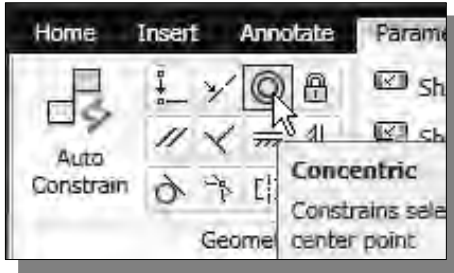 Home Insert Annotate Parame
Sh
Sh
Auto
Constrain
Concentric
Constrains sele
Geome center point